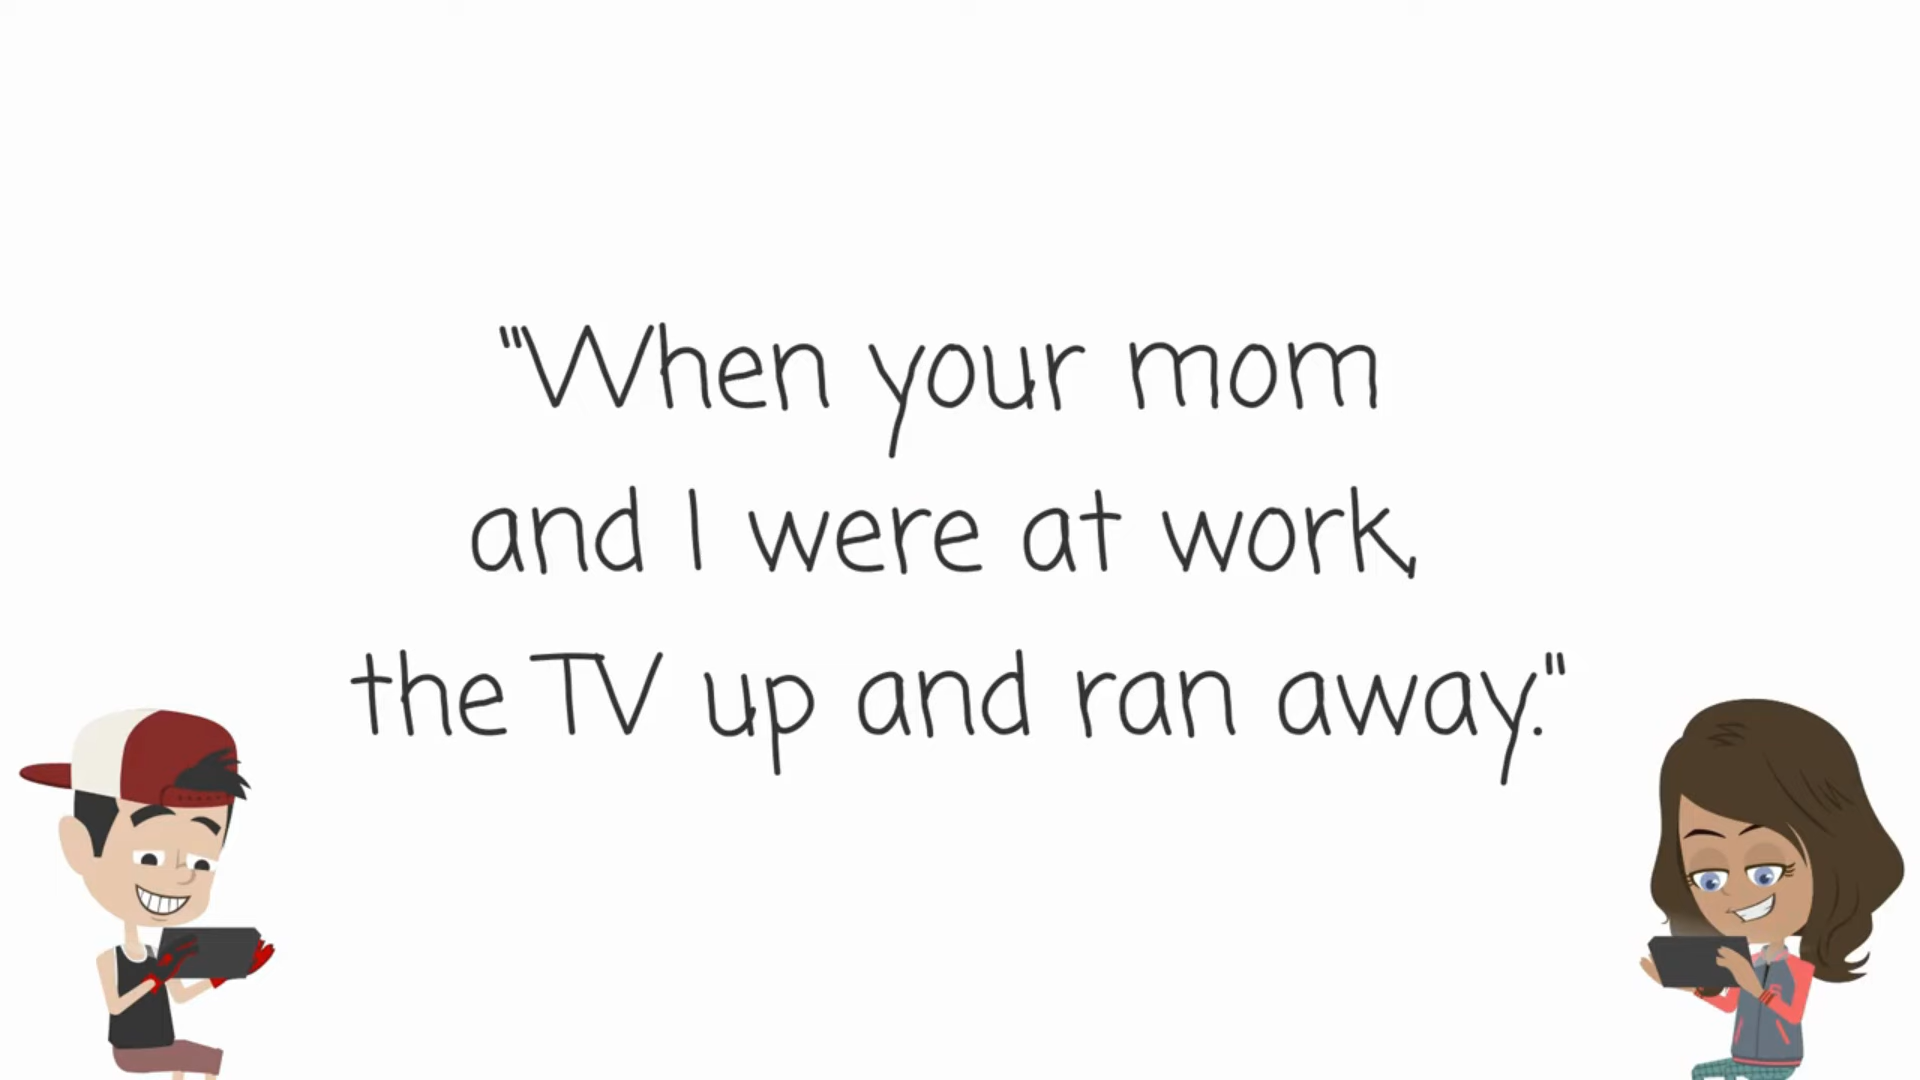 "When your mom
and I were at work,
the TV up and ran away."